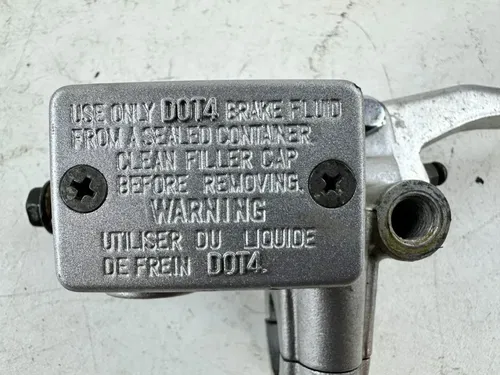 USE ONLY DOT4 BRAKE FLUID
FROM A SEALED CONTAINER
CLEAN FILLER CAP
BEFORE REMOVING.
WARNING
UTILISER DU LIQUIDE
DE FREIN DOT4.